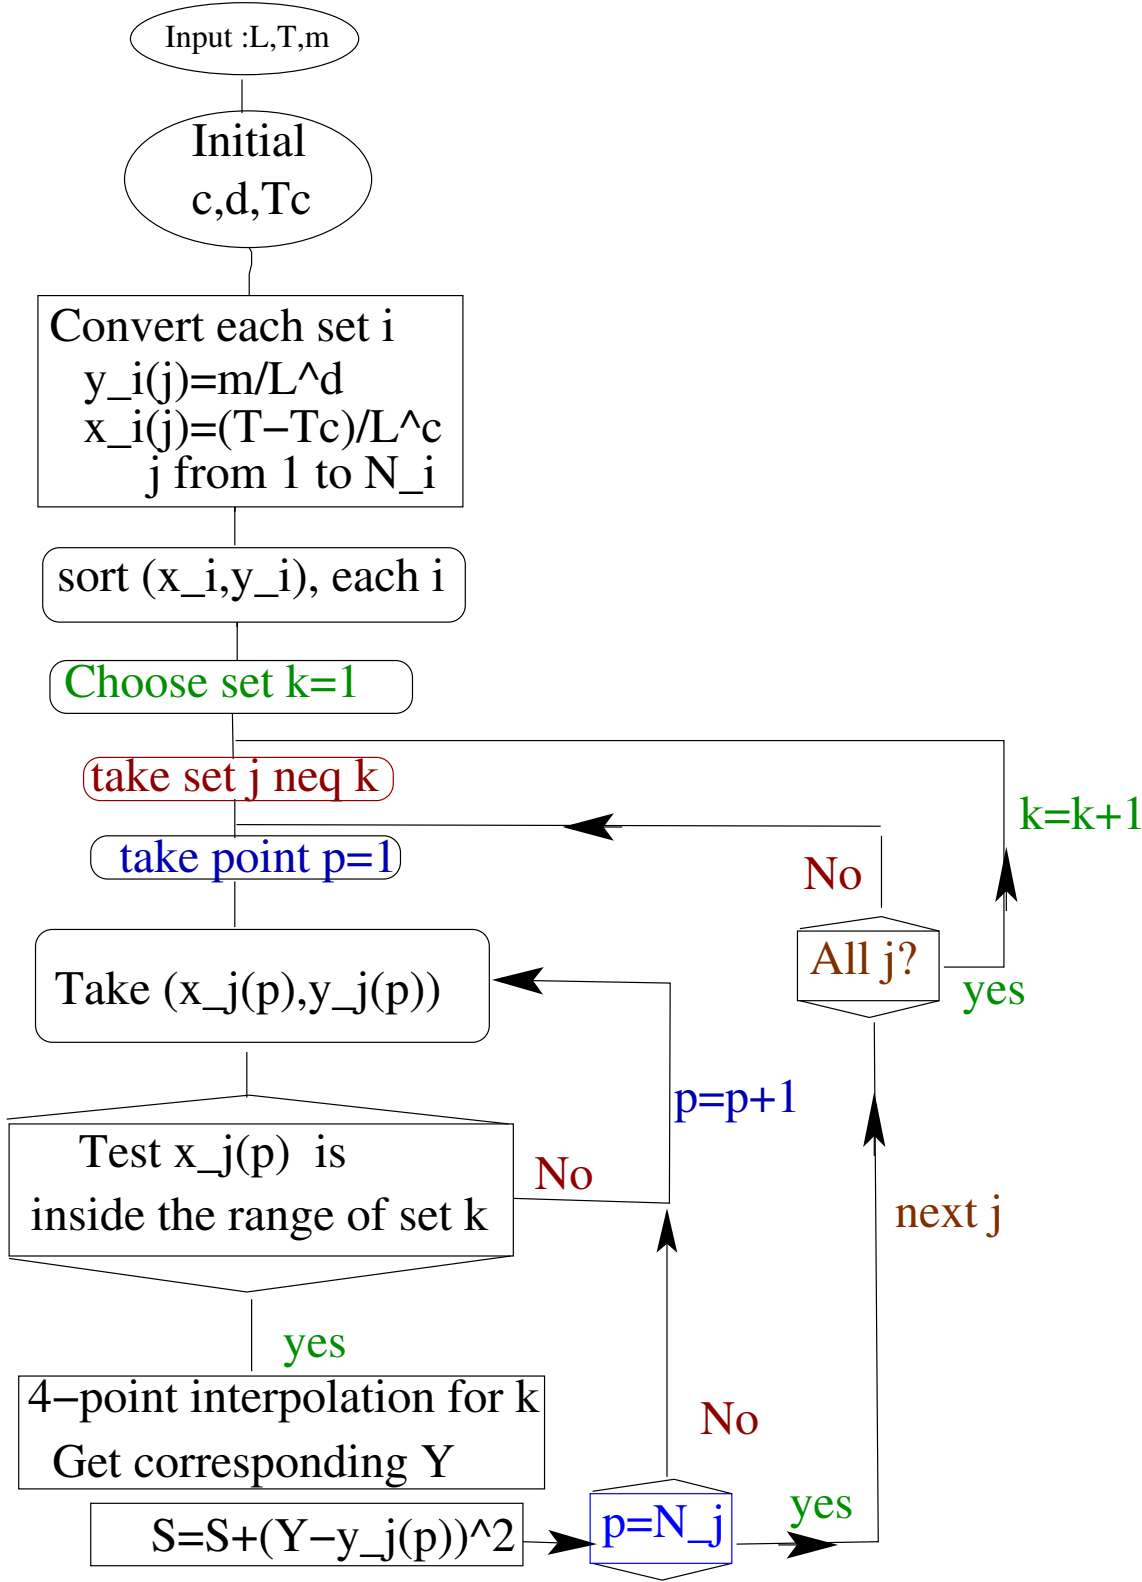 Input :L,T,m
Initial
c,d,Tc
Convert each set i
y_i(j)=m/L^d
x_i(j)=(T−Tc)/L^c
j from 1 to N_i
sort (x_i,y_i), each i
Choose set k=1
take set j neq k
k=k+1
take point p=1
No
All j?
yes
Take (x_j(p),y_j(p))
p=p+1
Test x_j(p) is
inside the range of set k
No
next j
yes
4−point interpolation for k
Get corresponding Y
No
S=S+(Y−y_j(p))^2
p=N_j
yes